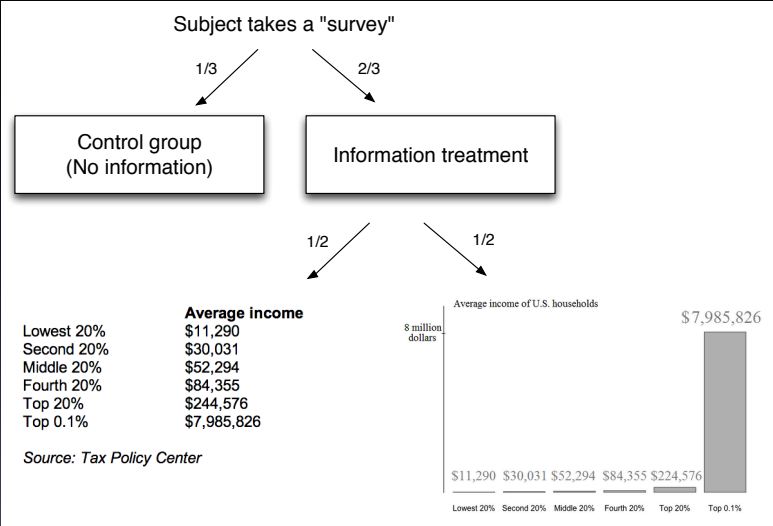 Subject takes a "survey"
1/3
2/3
Control group
(No information)
Information treatment
1/2
1/2
Average income
Lowest 20% $11,290
Second 20% $30,031
Middle 20% $52,294
Fourth 20% $84,355
Top 20% $244,576
Top 0.1% $7,985,826
Source: Tax Policy Center
Average income of U.S. households
8 million
dollars
$7,985,826
$11,290 $30,031 $52,294 $84,355 $224,576
Lowest 20% Second 20% Middle 20% Fourth 20% Top 20% Top 0.1%